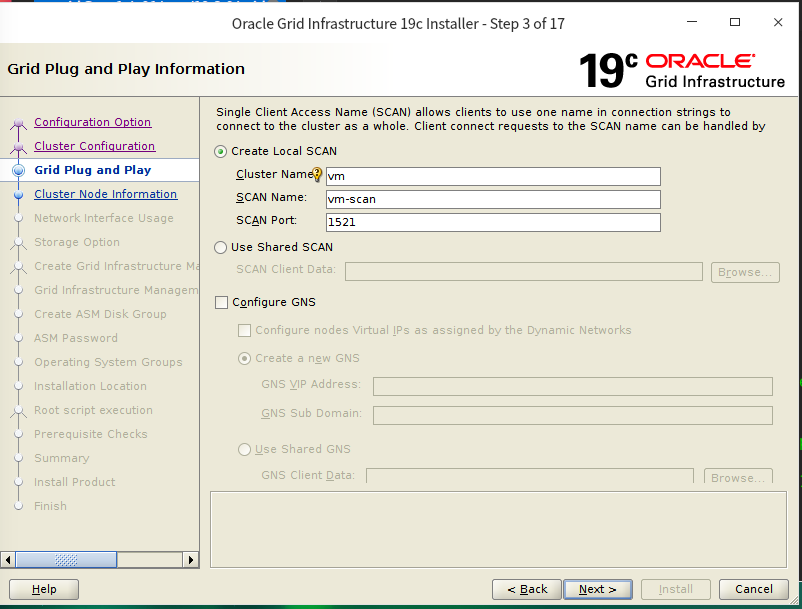 Oracle Grid Infrastructure 19c Installer - Step 3 of 17
Grid Plug and Play Information
19c ORACLE
Grid Infrastructure
Configuration Option
Cluster Configuration
Grid Plug and Play
Cluster Node Information
Network Interface Usage
Storage Option
Create Grid Infrastructure Ma
Grid Infrastructure Managem
Create ASM Disk Group
ASM Password
Operating System Groups
Installation Location
Root script execution
Prerequisite Checks
Summary
Install Product
Finish
Single Client Access Name (SCAN) allows clients to use one name in connection strings to
connect to the cluster as a whole. Client connect requests to the SCAN name can be handled by
Create Local SCAN
Cluster Name vm
SCAN Name: vm-scan
SCAN Port: 1521
Use Shared SCAN
SCAN Client Data: Browse...
Configure GNS
Configure nodes Virtual IPs as assigned by the Dynamic Networks
Create a new GNS
GNS VIP Address:
GNS Sub Domain:
Use Shared GNS
GNS Client Data: Browse...
Help < Back Next > Install Cancel